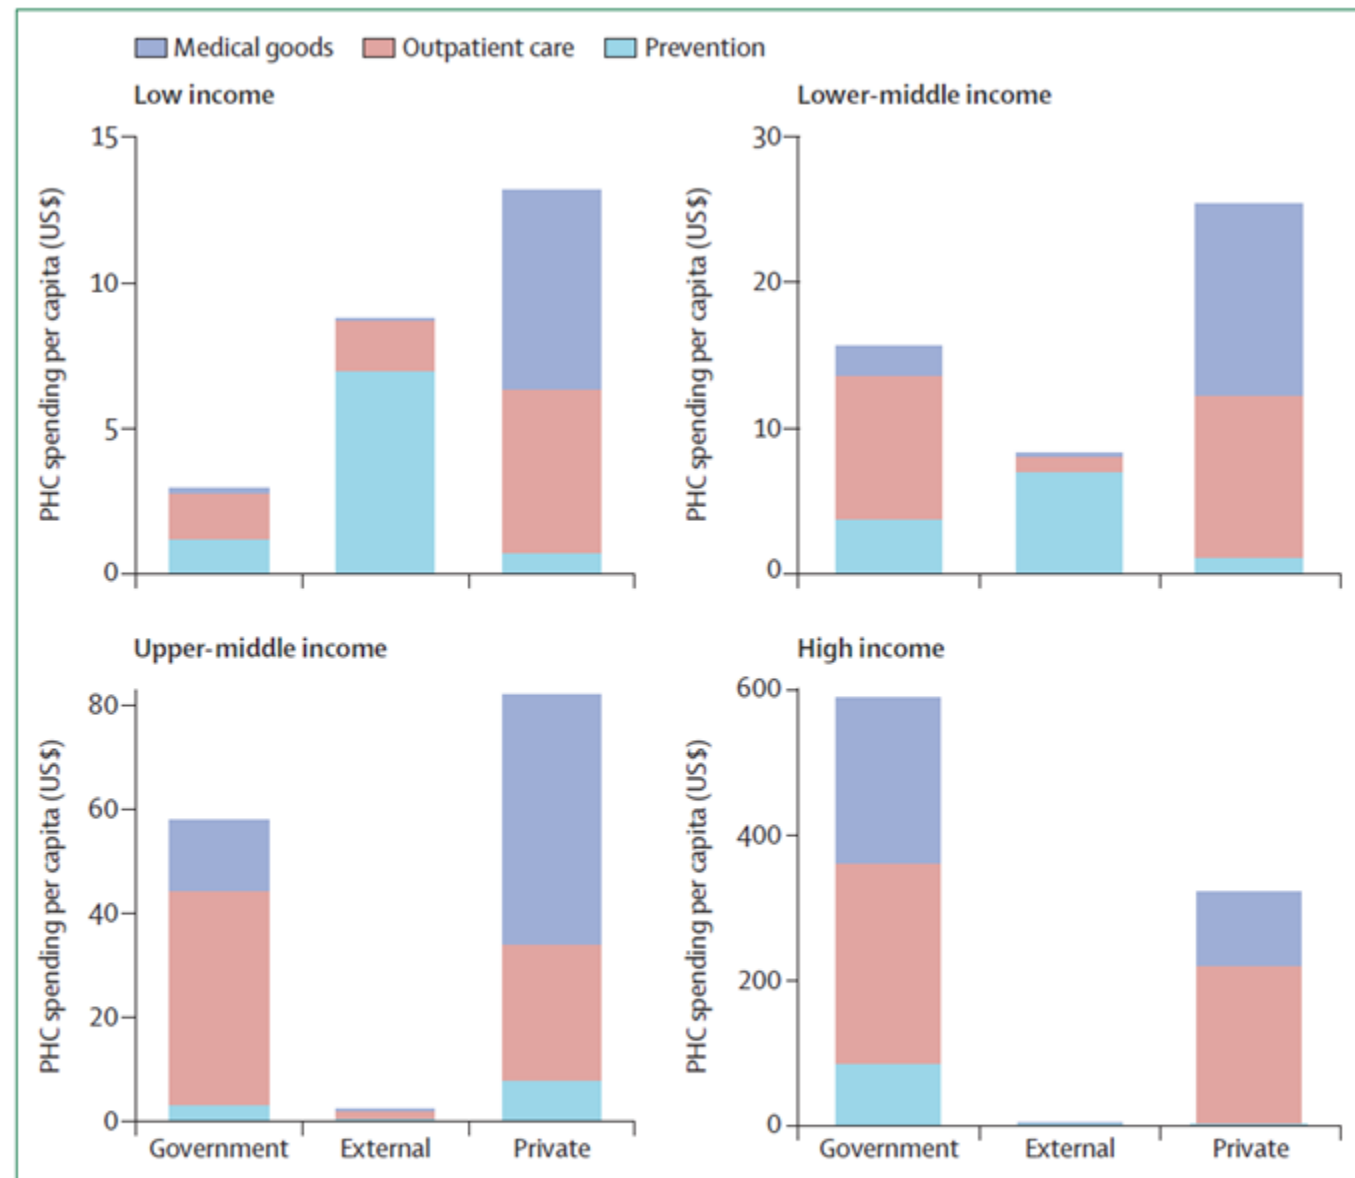 Medical goods Outpatient care Prevention
Low income
15
10
5
0
PHC spending per capita (US$)
Lower-middle income
30
20
10
0
PHC spending per capita (US$)
Upper-middle income
80
60
40
20
0
PHC spending per capita (US$)
Government External Private
High income
600
400
200
0
PHC spending per capita (US$)
Government External Private